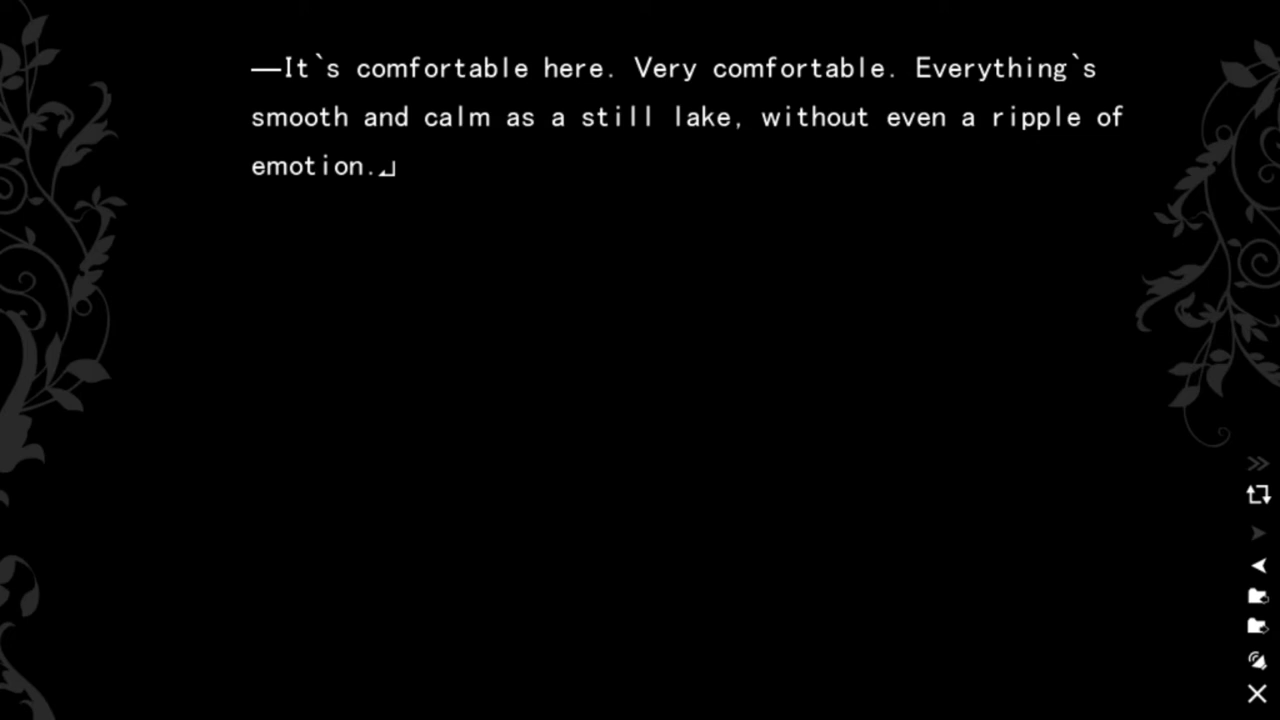 ―It`s comfortable here. Very comfortable. Everything`s
smooth and calm as a still lake, without even a ripple of
emotion.